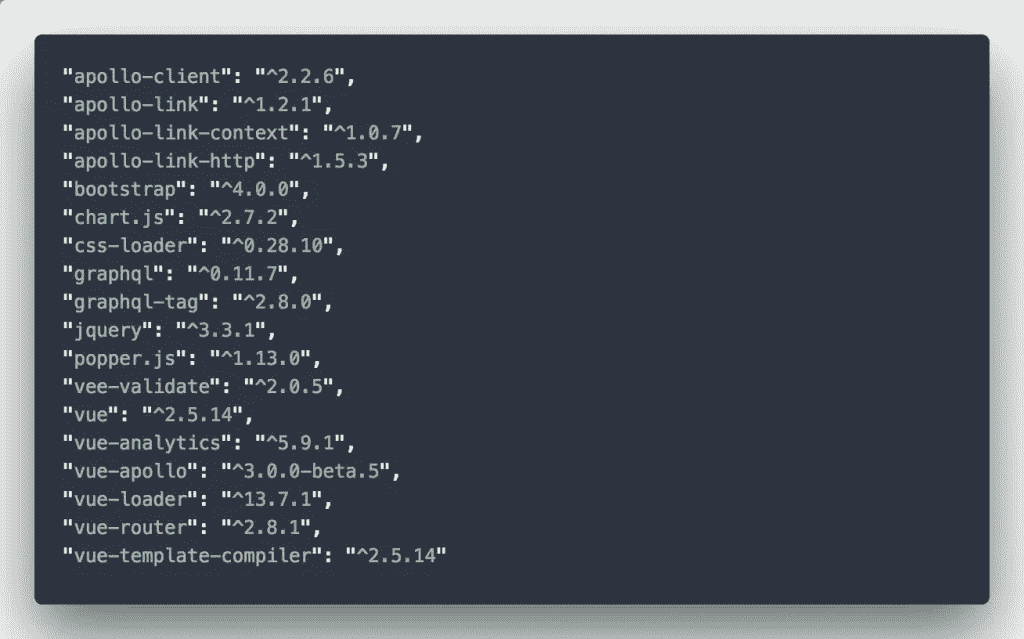 "apollo-client": "^2.2.6",
"apollo-link": "^1.2.1",
"apollo-link-context": "^1.0.7",
"apollo-link-http": "^1.5.3",
"bootstrap": "^4.0.0",
"chart.js": "^2.7.2",
"css-loader": "^0.28.10",
"graphql": "^0.11.7",
"graphql-tag": "^2.8.0",
"jquery": "^3.3.1",
"popper.js": "^1.13.0",
"vee-validate": "^2.0.5",
"vue": "^2.5.14",
"vue-analytics": "^5.9.1",
"vue-apollo": "^3.0.0-beta.5",
"vue-loader": "^13.7.1",
"vue-router": "^2.8.1",
"vue-template-compiler": "^2.5.14"